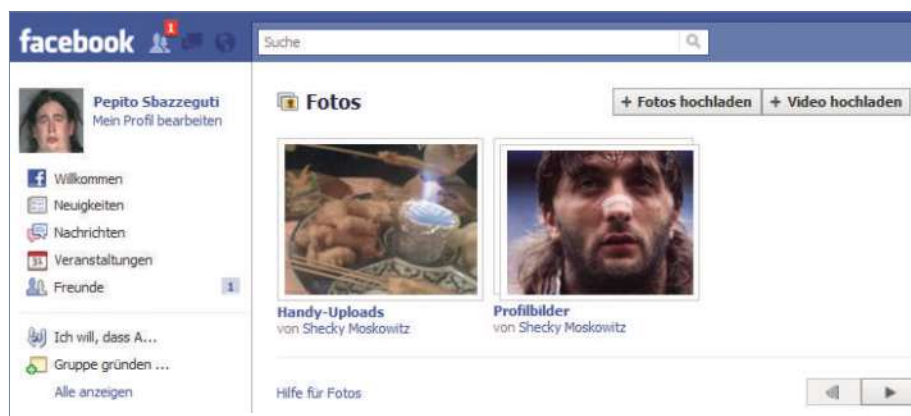 facebook 1
Suche
Pepito Sbazzeguti
Mein Profil bearbeiten
Willkommen
Neuigkeiten
Nachrichten
31 Veranstaltungen
Freunde 1
Ich will, dass A...
Gruppe gründen ...
Alle anzeigen
Fotos
+ Fotos hochladen + Video hochladen
Handy-Uploads
von Shecky Moskowitz
Profilbilder
von Shecky Moskowitz
Hilfe für Fotos